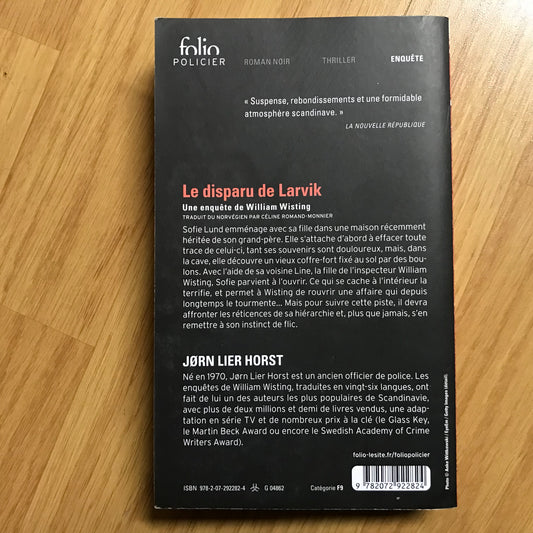 folio
POLICIER
ROMAN NOIR THRILLER ENQUÊTE
« Suspense, rebondissements et une formidable
atmosphère scandinave. »
LA NOUVELLE RÉPUBLIQUE
Le disparu de Larvik
Une enquête de William Wisting
TRADUIT DU NORVÉGIEN PAR CÉLINE ROMAND-MONNIER
Sofie Lund emménage avec sa fille dans une maison récemment
héritée de son grand-père. Elle s'attache d'abord à effacer toute
trace de celui-ci, tant ses souvenirs sont douloureux, mais, dans
la cave, elle découvre un vieux coffre-fort fixé au sol par des bou-
lons. Avec l'aide de sa voisine Line, la fille de l'inspecteur William
Wisting, Sofie parvient à l'ouvrir. Ce qui se cache à l'intérieur la
terrifie, et permet à Wisting de rouvrir une affaire qui depuis
longtemps le tourmente... Mais pour suivre cette piste, il devra
affronter les réticences de sa hiérarchie et, plus que jamais, s'en
remettre à son instinct de flic.
JØRN LIER HORST
Né en 1970, Jørn Lier Horst est un ancien officier de police. Les
enquêtes de William Wisting, traduites en vingt-six langues, ont
fait de lui un des auteurs les plus populaires de Scandinavie,
avec plus de deux millions et demi de livres vendus, une adap-
tation en série TV et de nombreux prix à la clé (le Glass Key,
le Martin Beck Award ou encore le Swedish Academy of Crime
Writers Award).
folio-lesite.fr/foliopolicier
ISBN 978-2-07-292282-4 G 04862 Catégorie F9
9 782072 922824
Photo © Anke Wittkowski / EyeEm / Getty Images (détail).